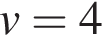 ν = 4